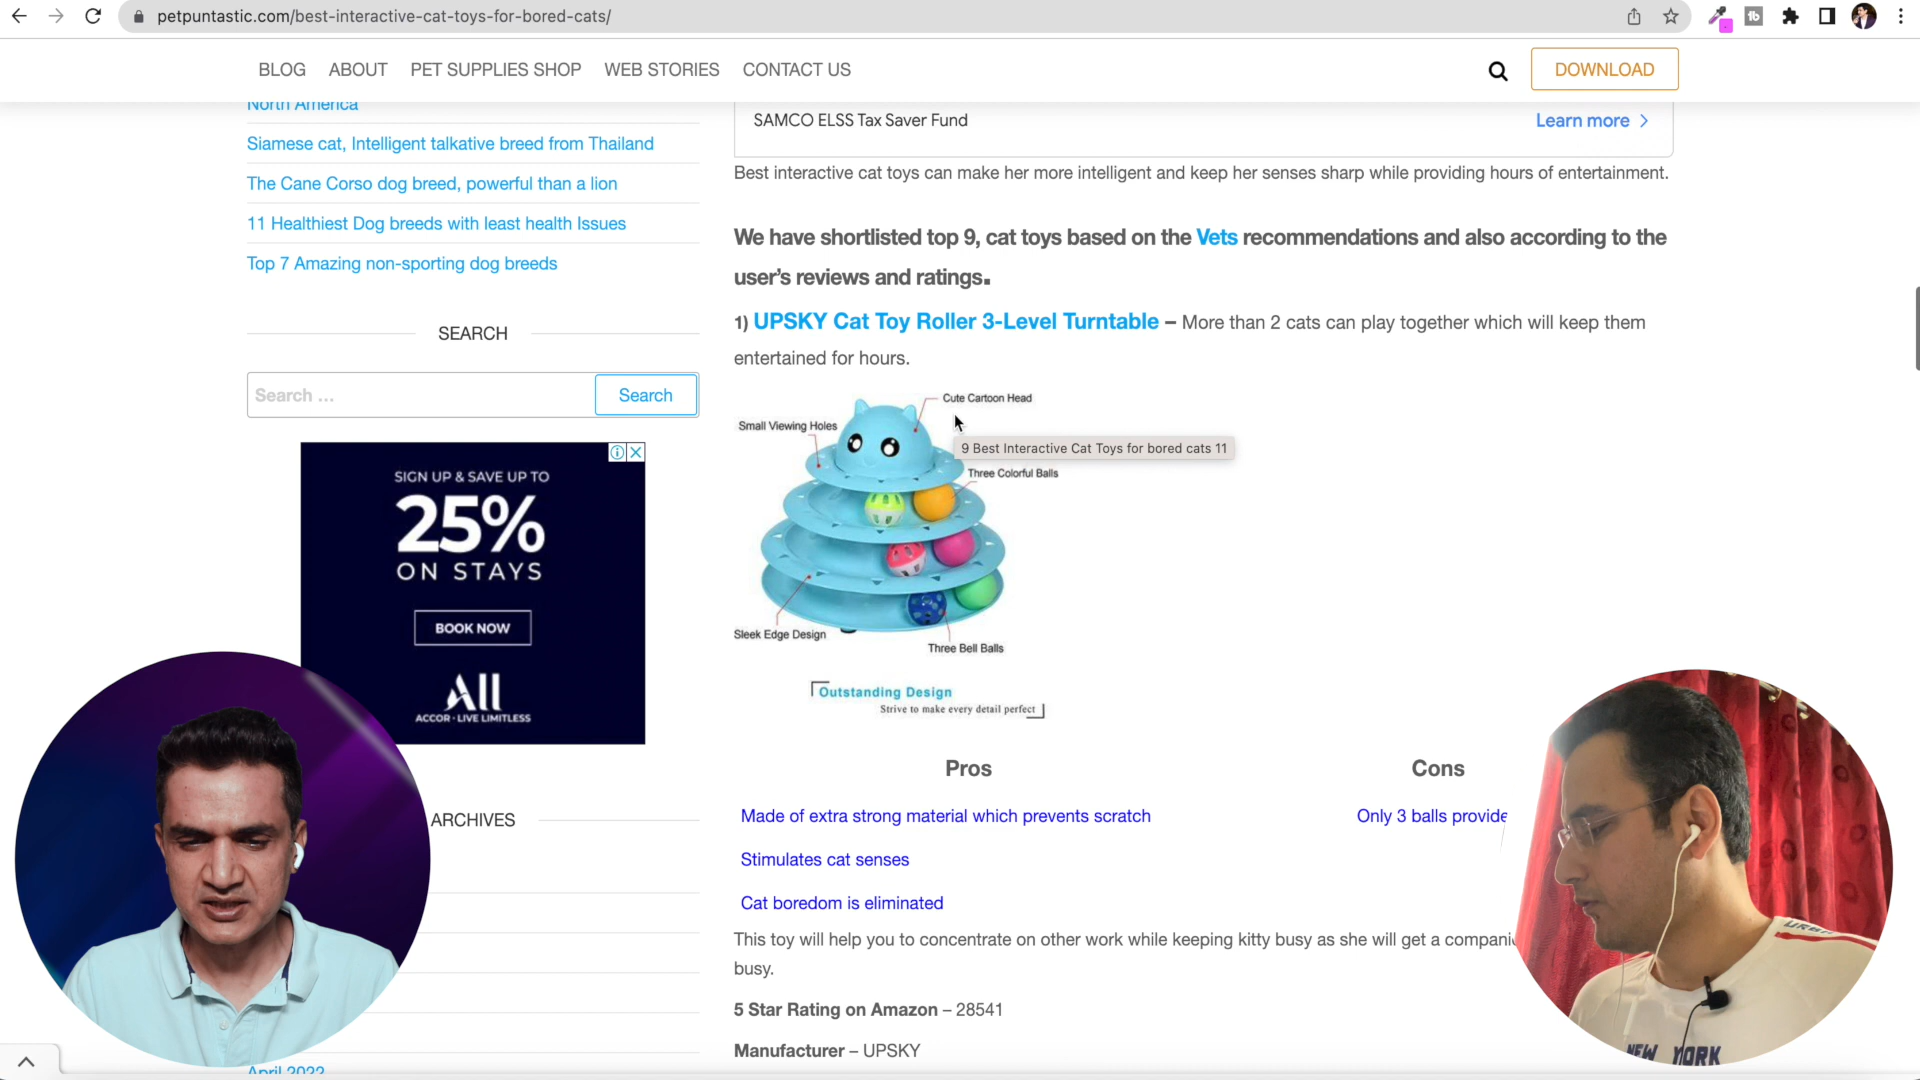 petpuntastic.com/best-interactive-cat-toys-for-bored-cats/
BLOG ABOUT PET SUPPLIES SHOP WEB STORIES CONTACT US
DOWNLOAD
North America
Siamese cat, Intelligent talkative breed from Thailand
The Cane Corso dog breed, powerful than a lion
11 Healthiest Dog breeds with least health Issues
Top 7 Amazing non-sporting dog breeds
SEARCH
Search ...
Search
SIGN UP & SAVE UP TO
25%
ON STAYS
BOOK NOW
ALL
ACCOR · LIVE LIMITLESS
ARCHIVES
April 2022
SAMCO ELSS Tax Saver Fund
Learn more
Best interactive cat toys can make her more intelligent and keep her senses sharp while providing hours of entertainment.
We have shortlisted top 9, cat toys based on the Vets recommendations and also according to the
user's reviews and ratings.
1) UPSKY Cat Toy Roller 3-Level Turntable – More than 2 cats can play together which will keep them
entertained for hours.
Cute Cartoon Head
Small Viewing Holes
9 Best Interactive Cat Toys for bored cats 11
Three Colorful Balls
Sleek Edge Design
Three Bell Balls
Outstanding Design
Strive to make every detail perfect
Pros
Cons
Made of extra strong material which prevents scratch
Only 3 balls provide
Stimulates cat senses
Cat boredom is eliminated
This toy will help you to concentrate on other work while keeping kitty busy as she will get a
busy.
5 Star Rating on Amazon – 28541
Manufacturer – UPSKY
NEW YORK